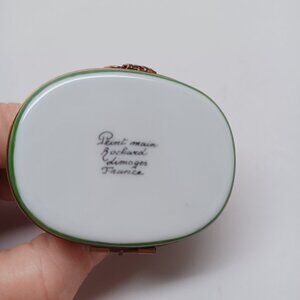 Peint main
Rochard
Limoges
France